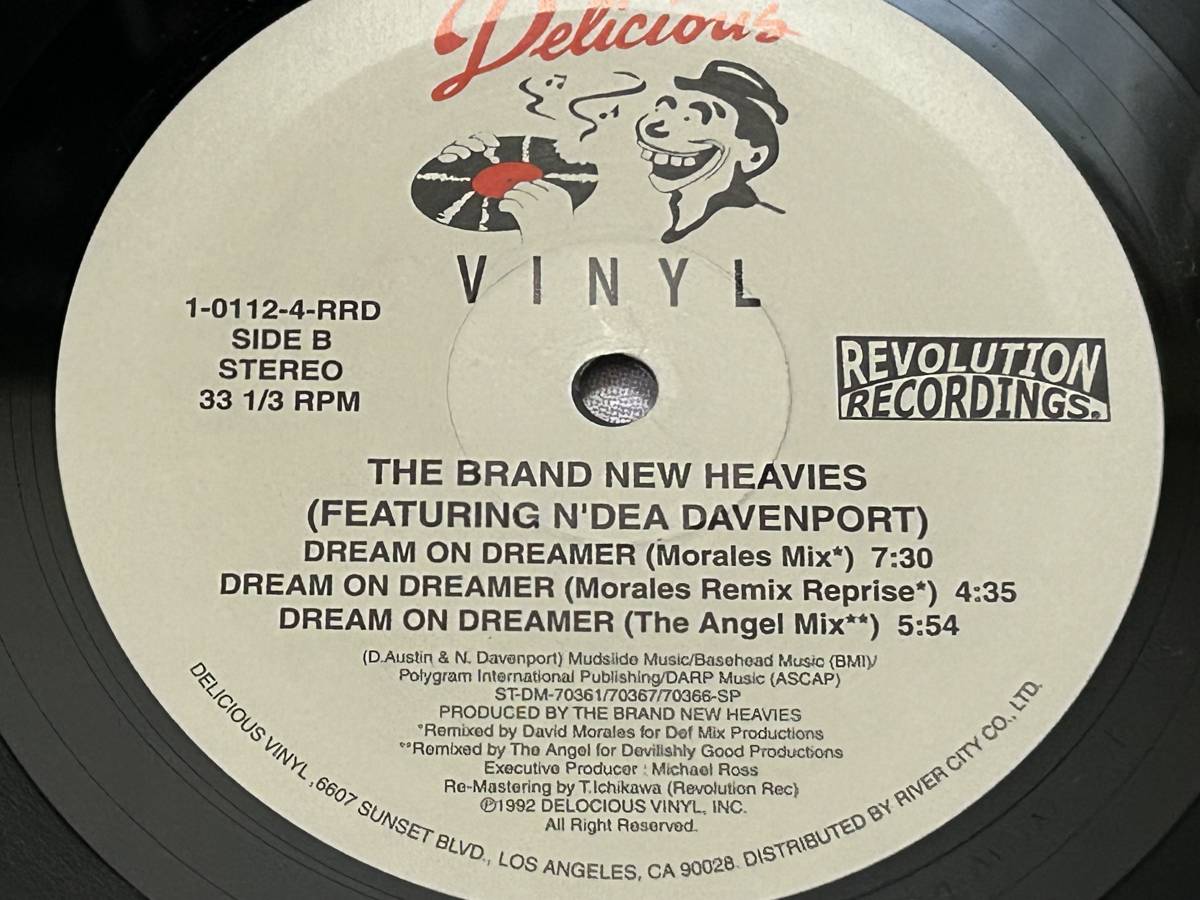 Delicious
VINYL
1-0112-4-RRD
SIDE B
STEREO
33 1/3 RPM
REVOLUTION
RECORDINGS.
THE BRAND NEW HEAVIES
(FEATURING N'DEA DAVENPORT)
DREAM ON DREAMER (Morales Mix*) 7:30
DREAM ON DREAMER (Morales Remix Reprise*) 4:35
DREAM ON DREAMER (The Angel Mix**) 5:54
(D.Austin & N. Davenport) Mudslide Music/Basehead Music (BMI)/
Polygram International Publishing/DARP Music (ASCAP)
ST-DM-70361/70367/70366-SP
PRODUCED BY THE BRAND NEW HEAVIES
*Remixed by David Morales for Def Mix Productions
**Remixed by The Angel for Devilishly Good Productions
Executive Producer : Michael Ross
Re-Mastering by T.Ichikawa (Revolution Rec)
℗1992 DELOCIOUS VINYL, INC.
All Right Reserved.
DELICIOUS VINYL, 6607 SUNSET BLVD., LOS ANGELES, CA 90028. DISTRIBUTED BY RIVER CITY CO., LTD.